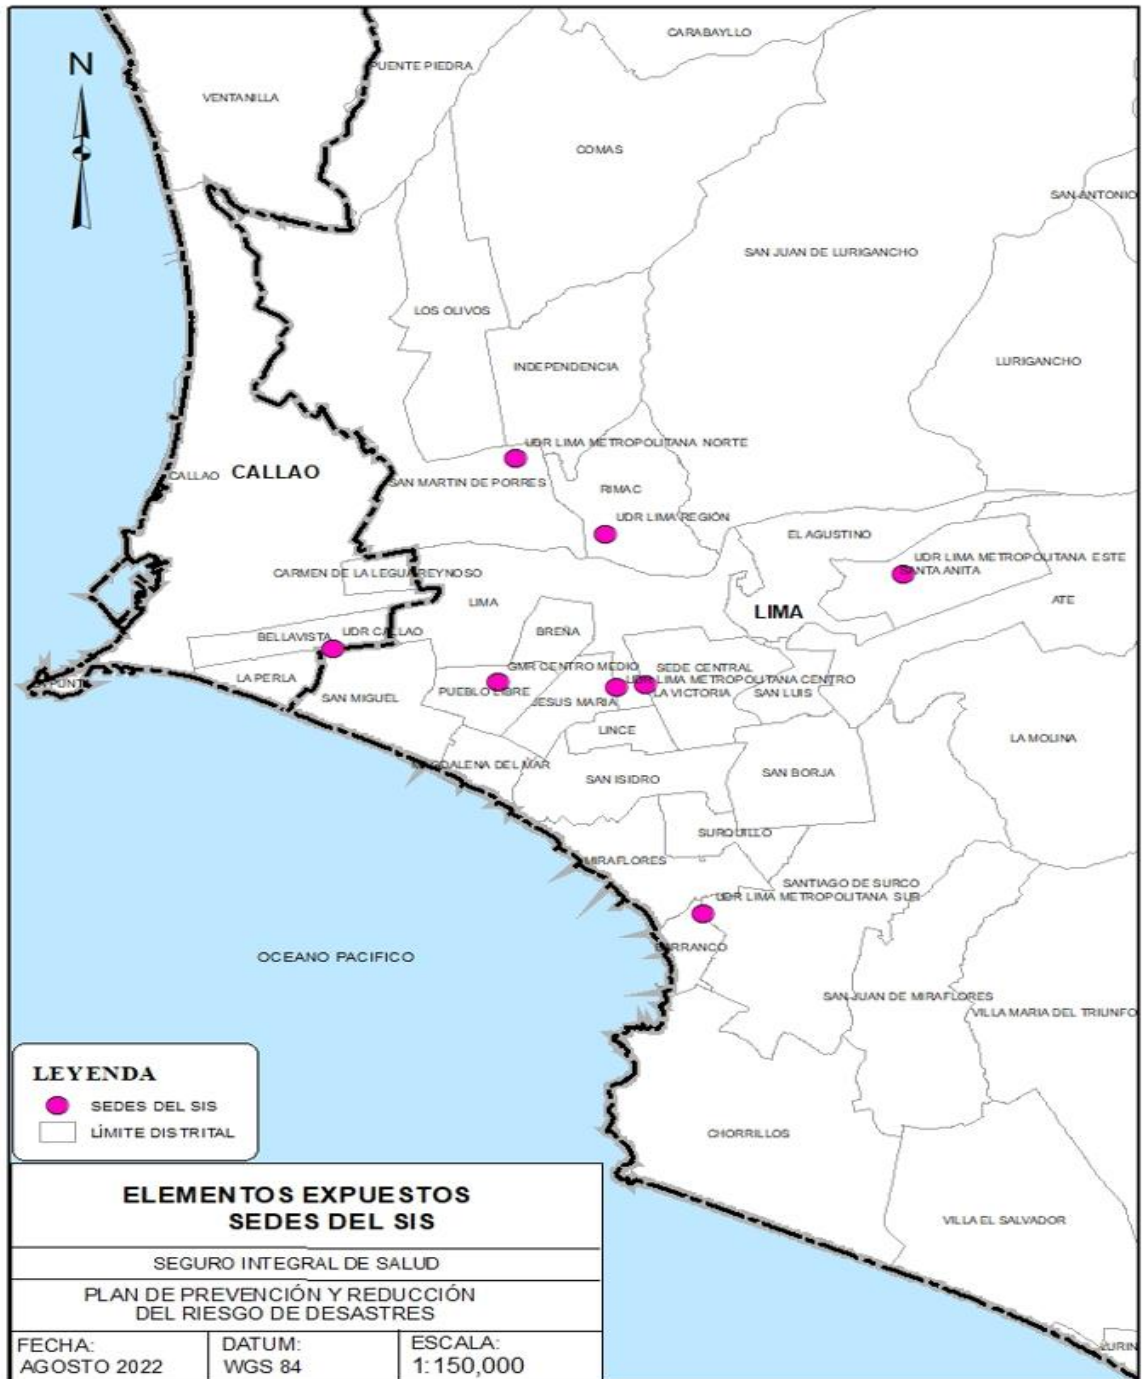 CARABAYLLO
N
PUENTE PIEDRA
VENTANILLA
COMAS
SAN ANTONIO
SAN JUAN DE LURIGANCHO
LOS OLIVOS
LURIGANCHO
INDEPENDENCIA
UDR LIMA METROPOLITANA NORTE
CALLAO
CALLAO
SAN MARTIN DE PORRES
RIMAC
UDR LIMA REGIÓN
EL AGUSTINO
UDR LIMA METROPOLITANA ESTE
SANTA ANITA
CARMEN DE LA LEGUA REYNOSO
LIMA
ATE
LIMA
BREÑA
BELLAVISTA
UDR CALLAO
GMR CENTRO MEDIO
SEDE CENTRAL
LA PERLA
UDR LIMA METROPOLITANA CENTRO
LA PUNTA
SAN MIGUEL
PUEBLO LIBRE
JESUS MARIA
LA VICTORIA
SAN LUIS
LINCE
LA MOLINA
MAGDALENA DEL MAR
SAN ISIDRO
SAN BORJA
SURQUILLO
MIRAFLORES
SANTIAGO DE SURCO
UDR LIMA METROPOLITANA SUR
BARRANCO
OCEANO PACIFICO
SAN JUAN DE MIRAFLORES
VILLA MARIA DEL TRIUNFO
LEYENDA
SEDES DEL SIS
LÍMITE DISTRITAL
CHORRILLOS
VILLA EL SALVADOR
LURIN
ELEMENTOS EXPUESTOS
SEDES DEL SIS
SEGURO INTEGRAL DE SALUD
PLAN DE PREVENCIÓN Y REDUCCIÓN
DEL RIESGO DE DESASTRES
FECHA:
AGOSTO 2022
DATUM:
WGS 84
ESCALA:
1:150,000